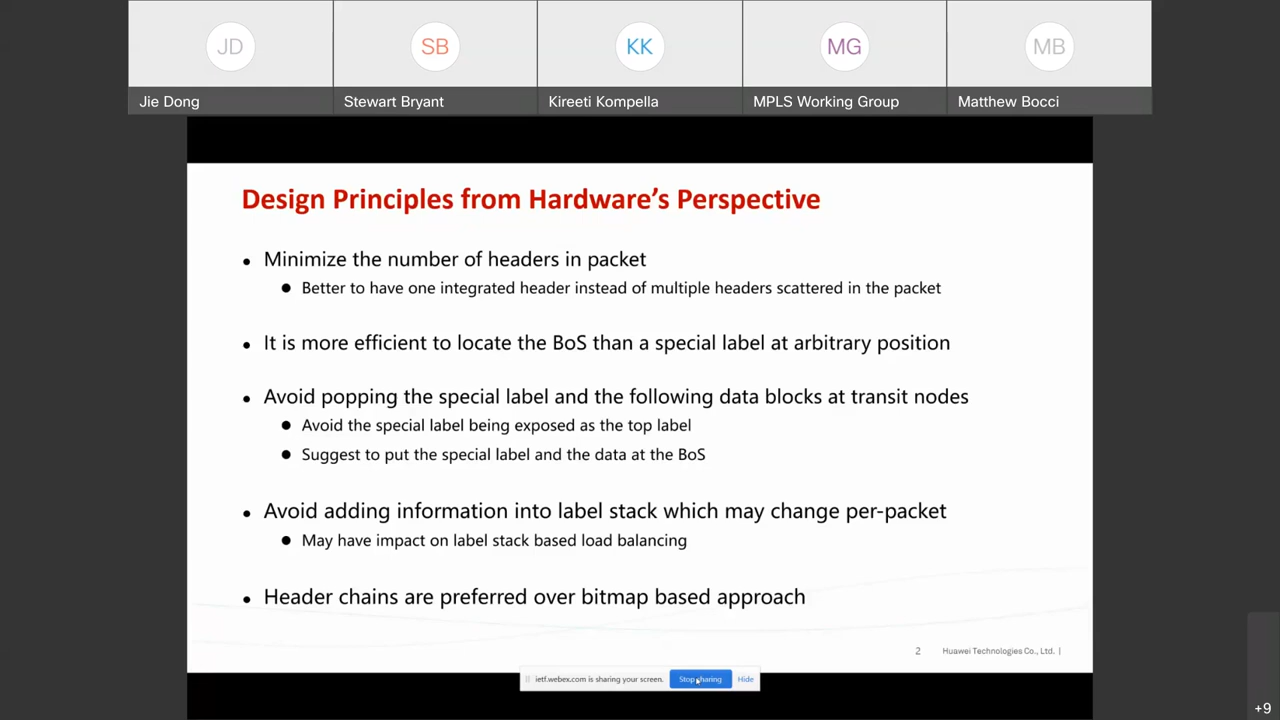 JD SB KK MG MB
Jie Dong Stewart Bryant Kireeti Kompella MPLS Working Group Matthew Bocci
Design Principles from Hardware's Perspective
● Minimize the number of headers in packet
● Better to have one integrated header instead of multiple headers scattered in the packet
● It is more efficient to locate the BoS than a special label at arbitrary position
● Avoid popping the special label and the following data blocks at transit nodes
● Avoid the special label being exposed as the top label
● Suggest to put the special label and the data at the BoS
● Avoid adding information into label stack which may change per-packet
● May have impact on label stack based load balancing
● Header chains are preferred over bitmap based approach
2 Huawei Technologies Co., Ltd. |
ietf.webex.com is sharing your screen. Stop sharing Hide
+9